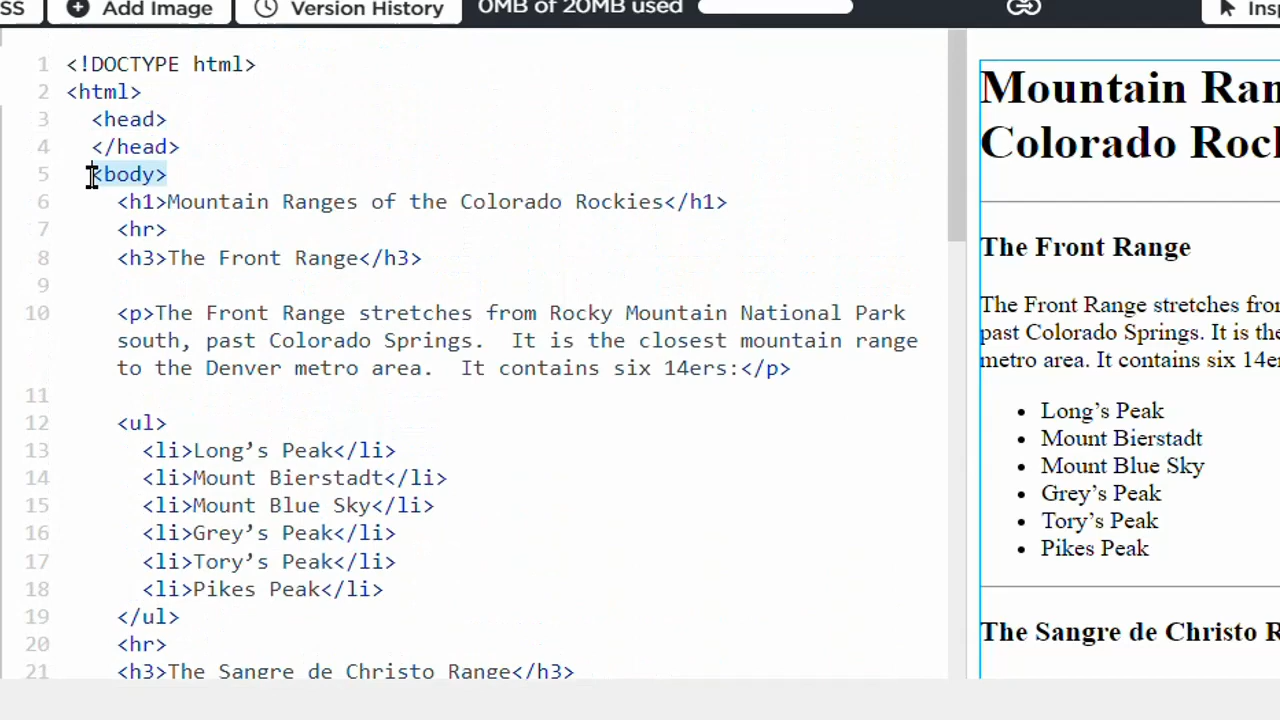 SS Add Image Version History 0MB of 20MB used Insp
1 <!DOCTYPE html>
2 <html>
3 <head>
4 </head>
5 <body>
6 <h1>Mountain Ranges of the Colorado Rockies</h1>
7 <hr>
8 <h3>The Front Range</h3>
9
10 <p>The Front Range stretches from Rocky Mountain National Park
south, past Colorado Springs.  It is the closest mountain range
to the Denver metro area.  It contains six 14ers:</p>
11
12 <ul>
13 <li>Long’s Peak</li>
14 <li>Mount Bierstadt</li>
15 <li>Mount Blue Sky</li>
16 <li>Grey’s Peak</li>
17 <li>Tory’s Peak</li>
18 <li>Pikes Peak</li>
19 </ul>
20 <hr>
21 <h3>The Sangre de Christo Range</h3>
Mountain Ran
Colorado Rock
The Front Range
The Front Range stretches from
past Colorado Springs. It is the
metro area. It contains six 14er
• Long’s Peak
• Mount Bierstadt
• Mount Blue Sky
• Grey’s Peak
• Tory’s Peak
• Pikes Peak
The Sangre de Christo R